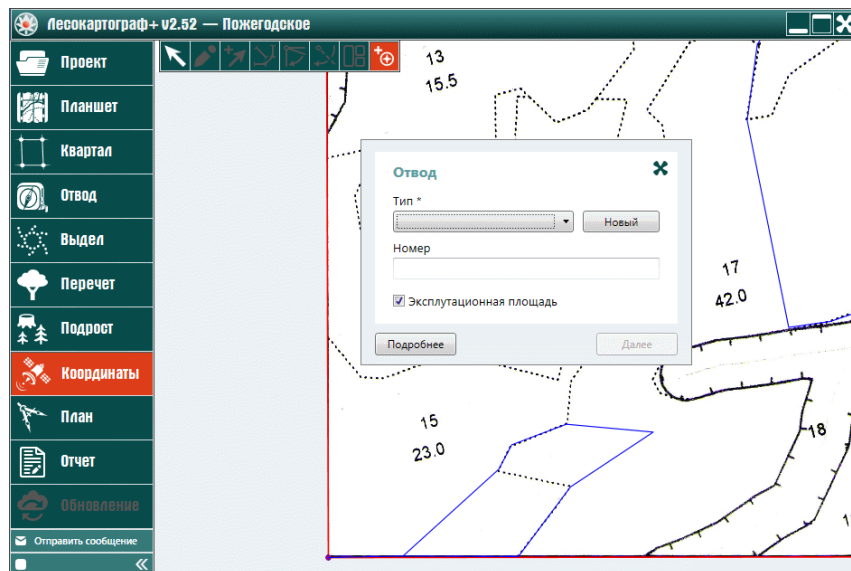 Лесокартограф+ v2.52 — Пожегодское
Проект
Планшет
Квартал
Отвод
Выдел
Перечет
Подрост
Координаты
План
Отчет
Обновление
Отправить сообщение
13
15.5
Отвод
Тип *
Новый
Номер
Эксплутационная площадь
Подробнее
Далее
17
42.0
15
23.0
18